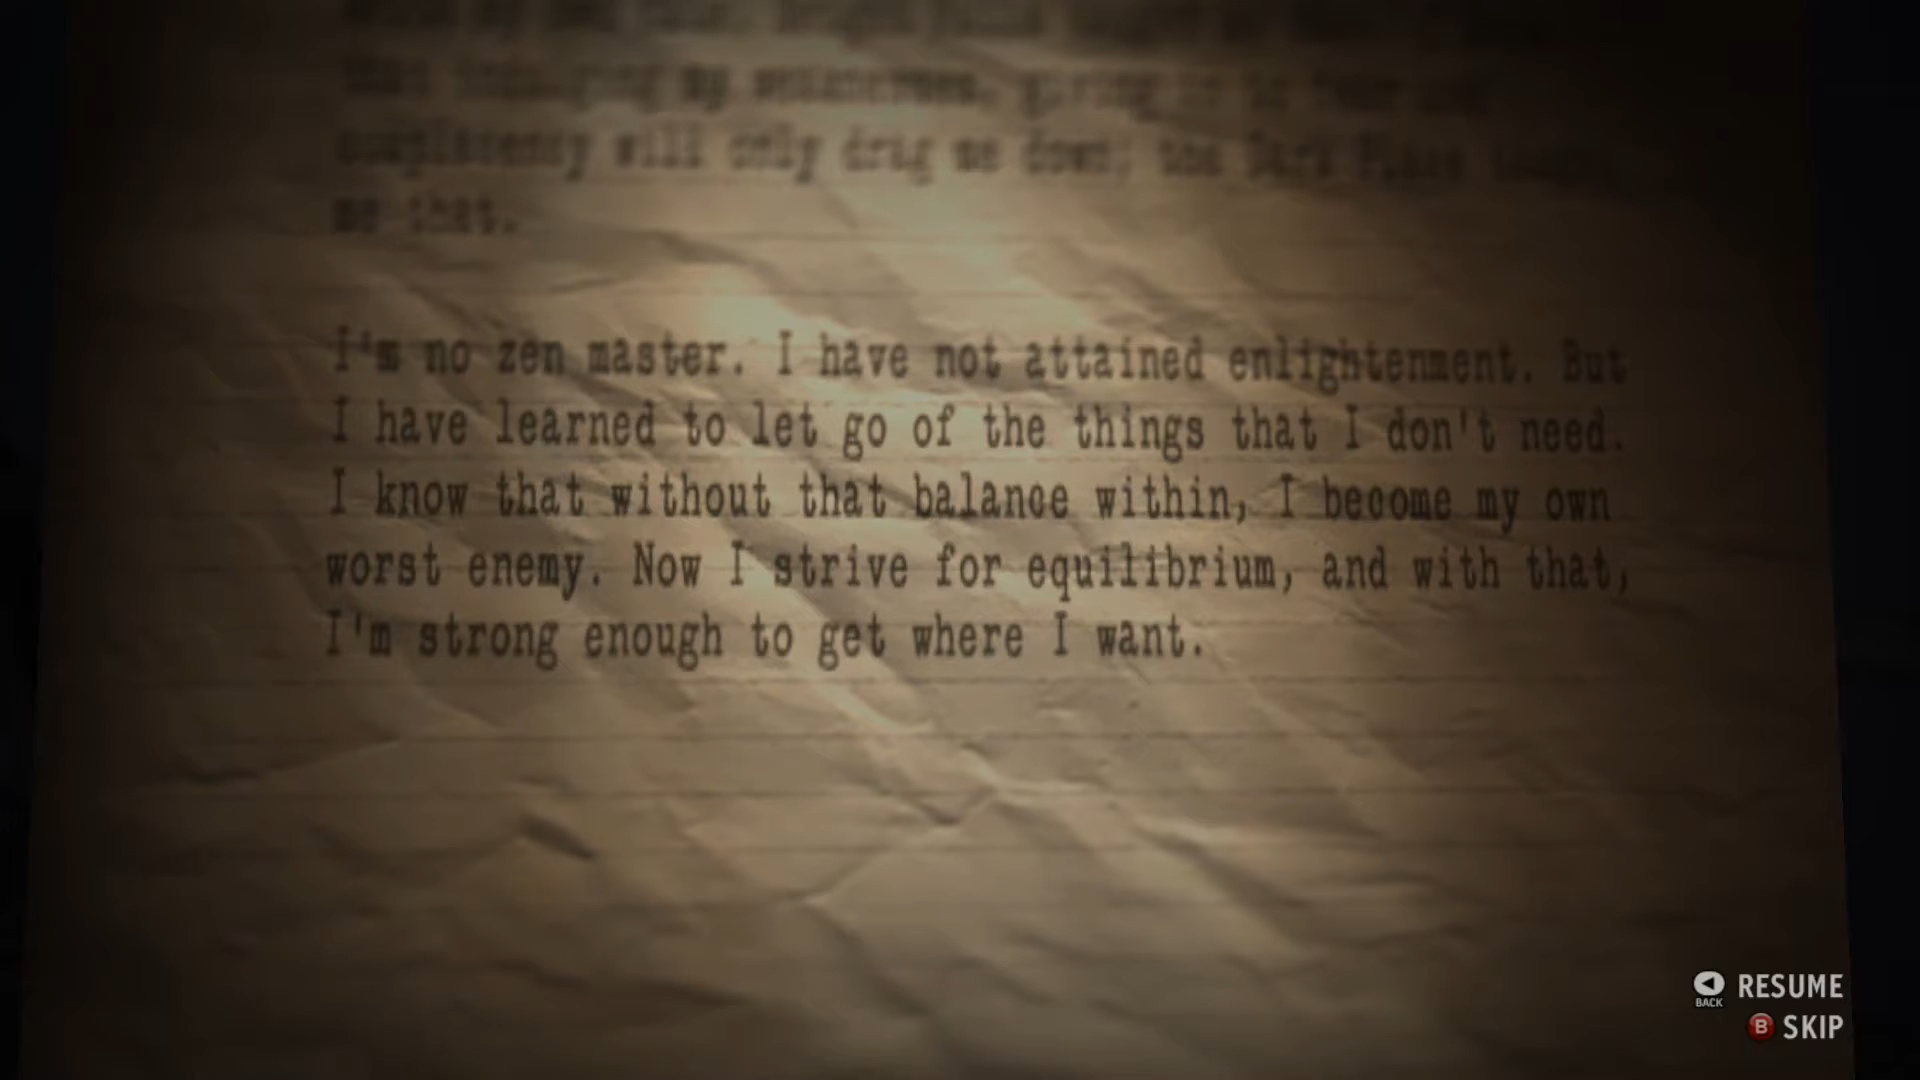 my
complacency will only drag me down; the Dark Place
me that.
I'm no zen master. I have not attained enlightenment. But
I have learned to let go of the things that I don't need.
I know that without that balance within, I become my own
worst enemy. Now I strive for equilibrium, and with that,
I'm strong enough to get where I want.
BACK RESUME
B SKIP